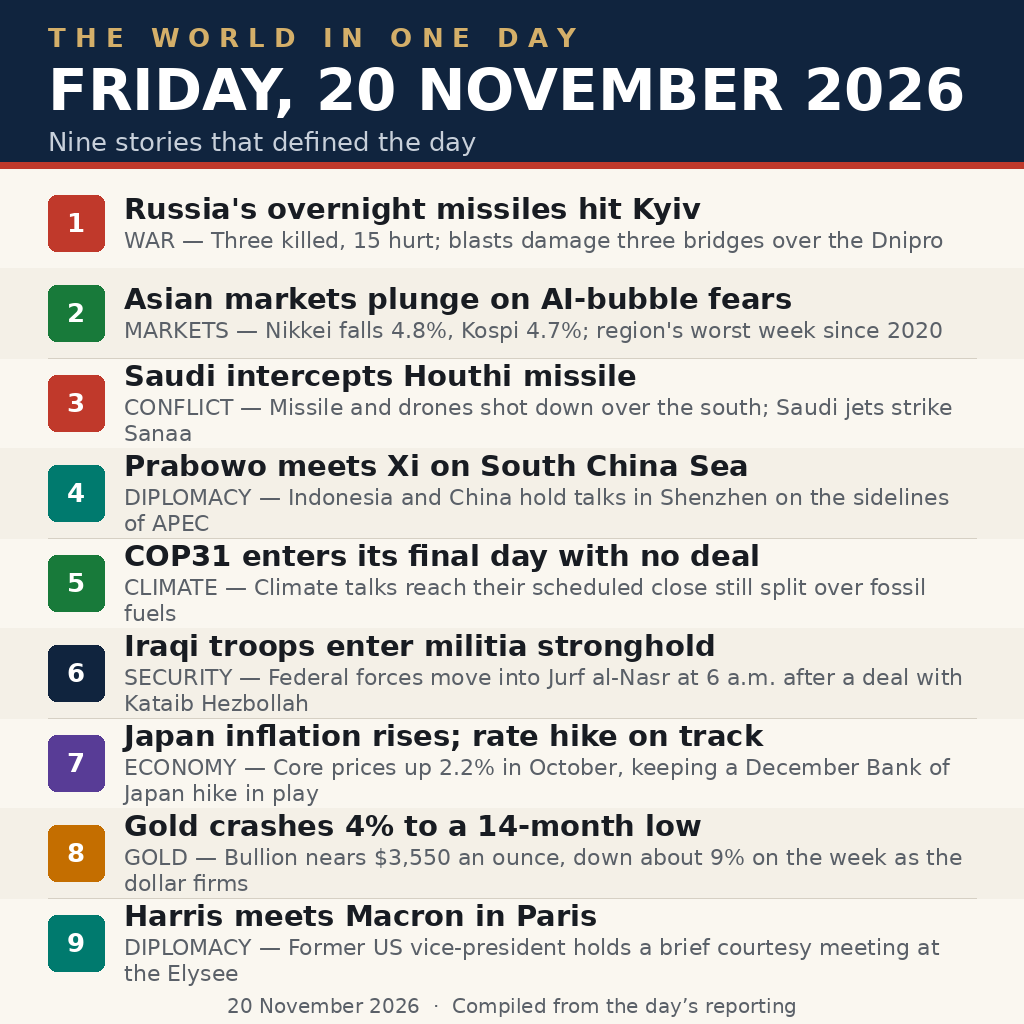 THE WORLD IN ONE DAY
FRIDAY, 20 NOVEMBER 2026
Nine stories that defined the day
1
Russia's overnight missiles hit Kyiv
WAR — Three killed, 15 hurt; blasts damage three bridges over the Dnipro
2
Asian markets plunge on AI-bubble fears
MARKETS — Nikkei falls 4.8%, Kospi 4.7%; region's worst week since 2020
3
Saudi intercepts Houthi missile
CONFLICT — Missile and drones shot down over the south; Saudi jets strike
Sanaa
4
Prabowo meets Xi on South China Sea
DIPLOMACY — Indonesia and China hold talks in Shenzhen on the sidelines
of APEC
5
COP31 enters its final day with no deal
CLIMATE — Climate talks reach their scheduled close still split over fossil
fuels
6
Iraqi troops enter militia stronghold
SECURITY — Federal forces move into Jurf al-Nasr at 6 a.m. after a deal with
Kataib Hezbollah
7
Japan inflation rises; rate hike on track
ECONOMY — Core prices up 2.2% in October, keeping a December Bank of
Japan hike in play
8
Gold crashes 4% to a 14-month low
GOLD — Bullion nears $3,550 an ounce, down about 9% on the week as the
dollar firms
9
Harris meets Macron in Paris
DIPLOMACY — Former US vice-president holds a brief courtesy meeting at
the Elysee
20 November 2026 · Compiled from the day’s reporting